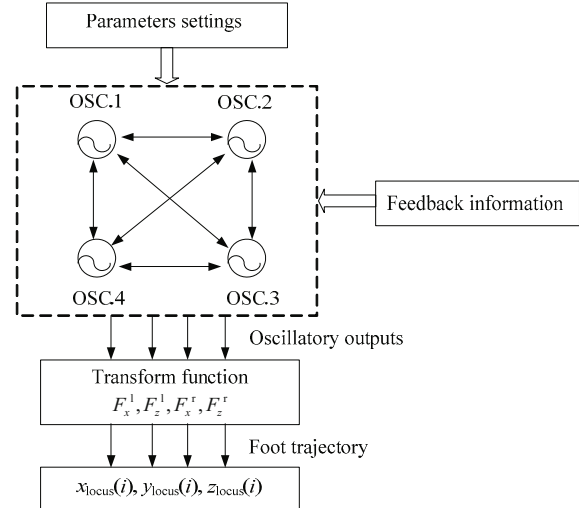 Parameters settings
OSC.1 OSC.2
Feedback information
OSC.4 OSC.3
Oscillatory outputs
Transform function
F_x^l, F_z^l, F_x^r, F_z^r
Foot trajectory
x_locus(i), y_locus(i), z_locus(i)